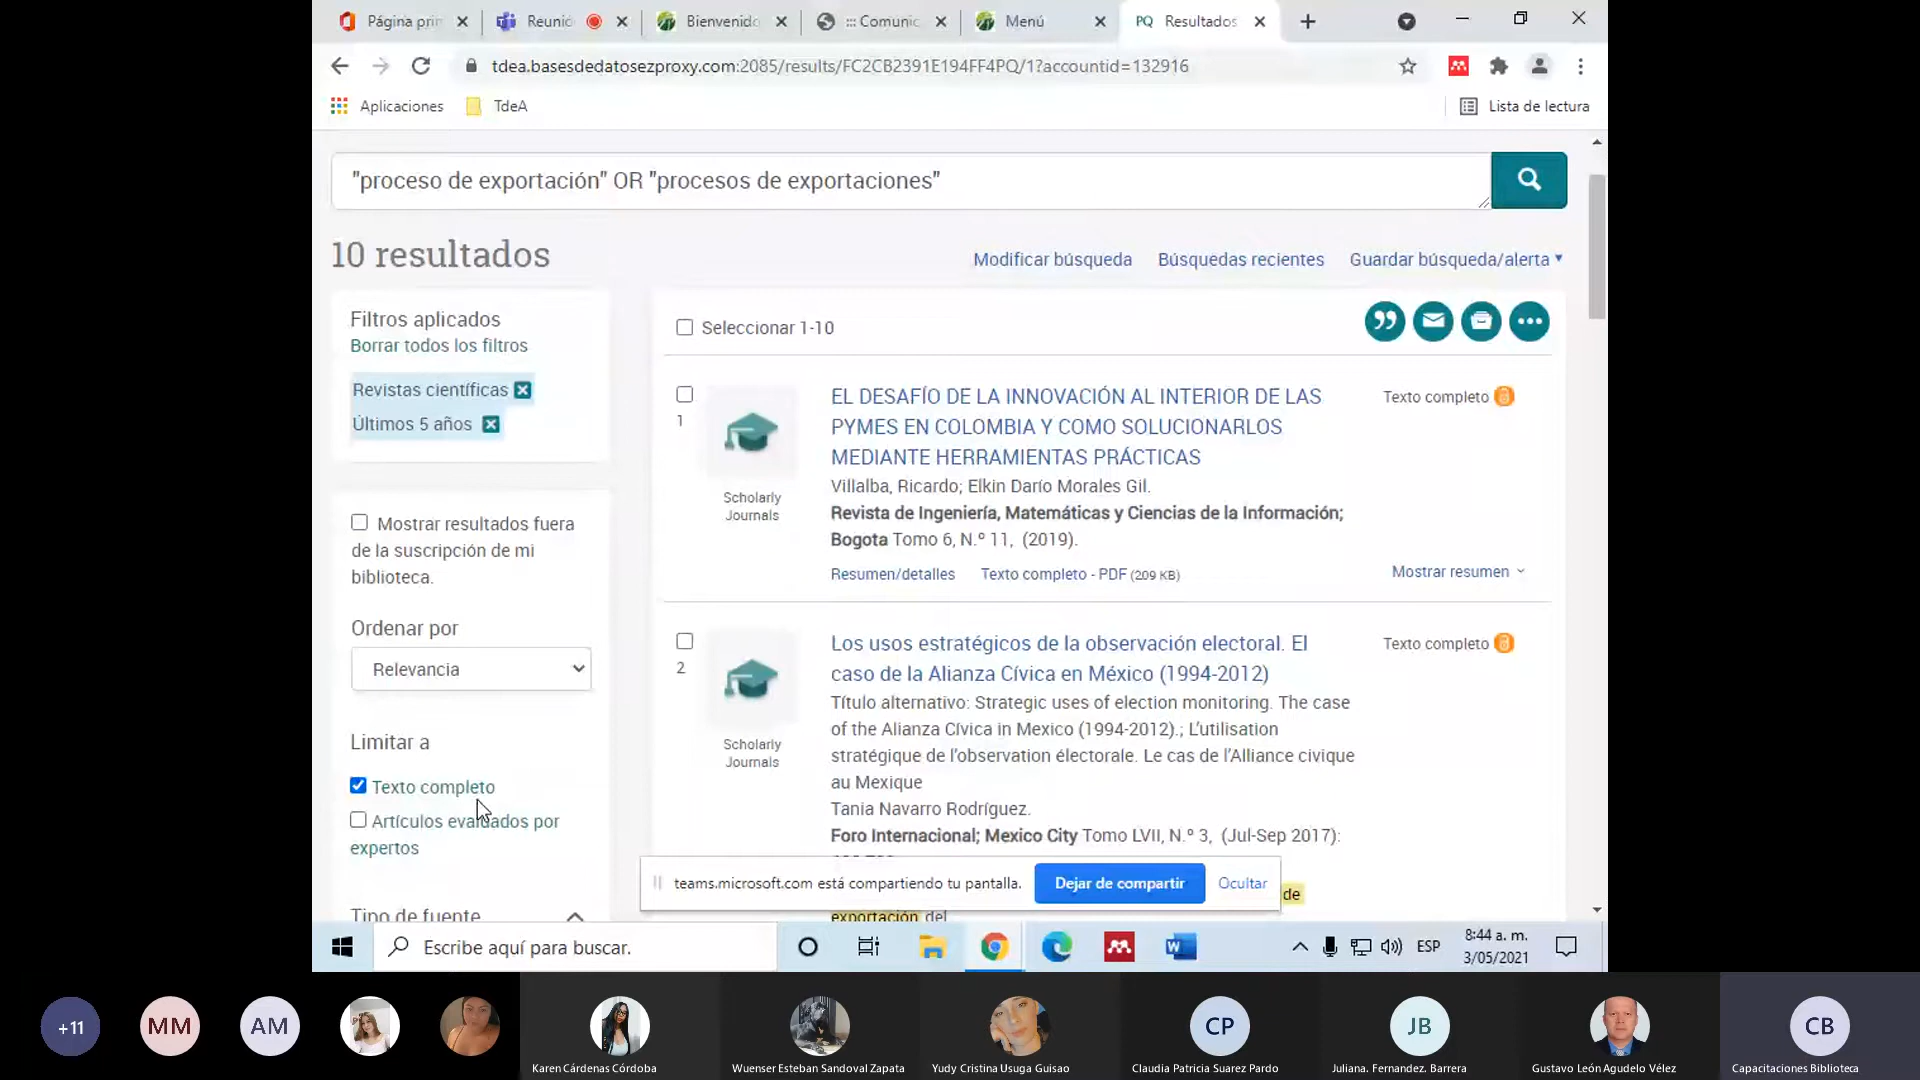 Página prin
Reunió
Bienvenido
::: Comunic
Menú
PQ Resultados
tdea.basesdedatosezproxy.com:2085/results/FC2CB2391E194FF4PQ/1?accountid=132916
Aplicaciones
TdeA
Lista de lectura
"proceso de exportación" OR "procesos de exportaciones"
10 resultados
Modificar búsqueda
Búsquedas recientes
Guardar búsqueda/alerta
Filtros aplicados
Borrar todos los filtros
Revistas científicas
Últimos 5 años
Mostrar resultados fuera
de la suscripción de mi
biblioteca.
Ordenar por
Relevancia
Limitar a
Texto completo
Artículos evaluados por
expertos
Tipo de fuente
Seleccionar 1-10
1
Scholarly
Journals
EL DESAFÍO DE LA INNOVACIÓN AL INTERIOR DE LAS
PYMES EN COLOMBIA Y COMO SOLUCIONARLOS
MEDIANTE HERRAMIENTAS PRÁCTICAS
Villalba, Ricardo; Elkin Darío Morales Gil.
Revista de Ingeniería, Matemáticas y Ciencias de la Información;
Bogota Tomo 6, N.º 11, (2019).
Resumen/detalles
Texto completo - PDF (209 KB)
Texto completo
Mostrar resumen
2
Scholarly
Journals
Los usos estratégicos de la observación electoral. El
caso de la Alianza Cívica en México (1994-2012)
Título alternativo: Strategic uses of election monitoring. The case
of the Alianza Cívica in Mexico (1994-2012).; L'utilisation
stratégique de l'observation électorale. Le cas de l'Alliance civique
au Mexique
Tania Navarro Rodríguez.
Foro Internacional; Mexico City Tomo LVII, N.º 3, (Jul-Sep 2017):
Texto completo
de
exportación del
teams.microsoft.com está compartiendo tu pantalla.
Dejar de compartir
Ocultar
Escribe aquí para buscar.
W
ESP
8:44 a. m.
3/05/2021
+11
MM
AM
Karen Cárdenas Córdoba
Wuenser Esteban Sandoval Zapata
Yudy Cristina Usuga Guisao
CP
Claudia Patricia Suarez Pardo
JB
Juliana. Fernandez. Barrera
Gustavo León Agudelo Vélez
CB
Capacitaciones Biblioteca